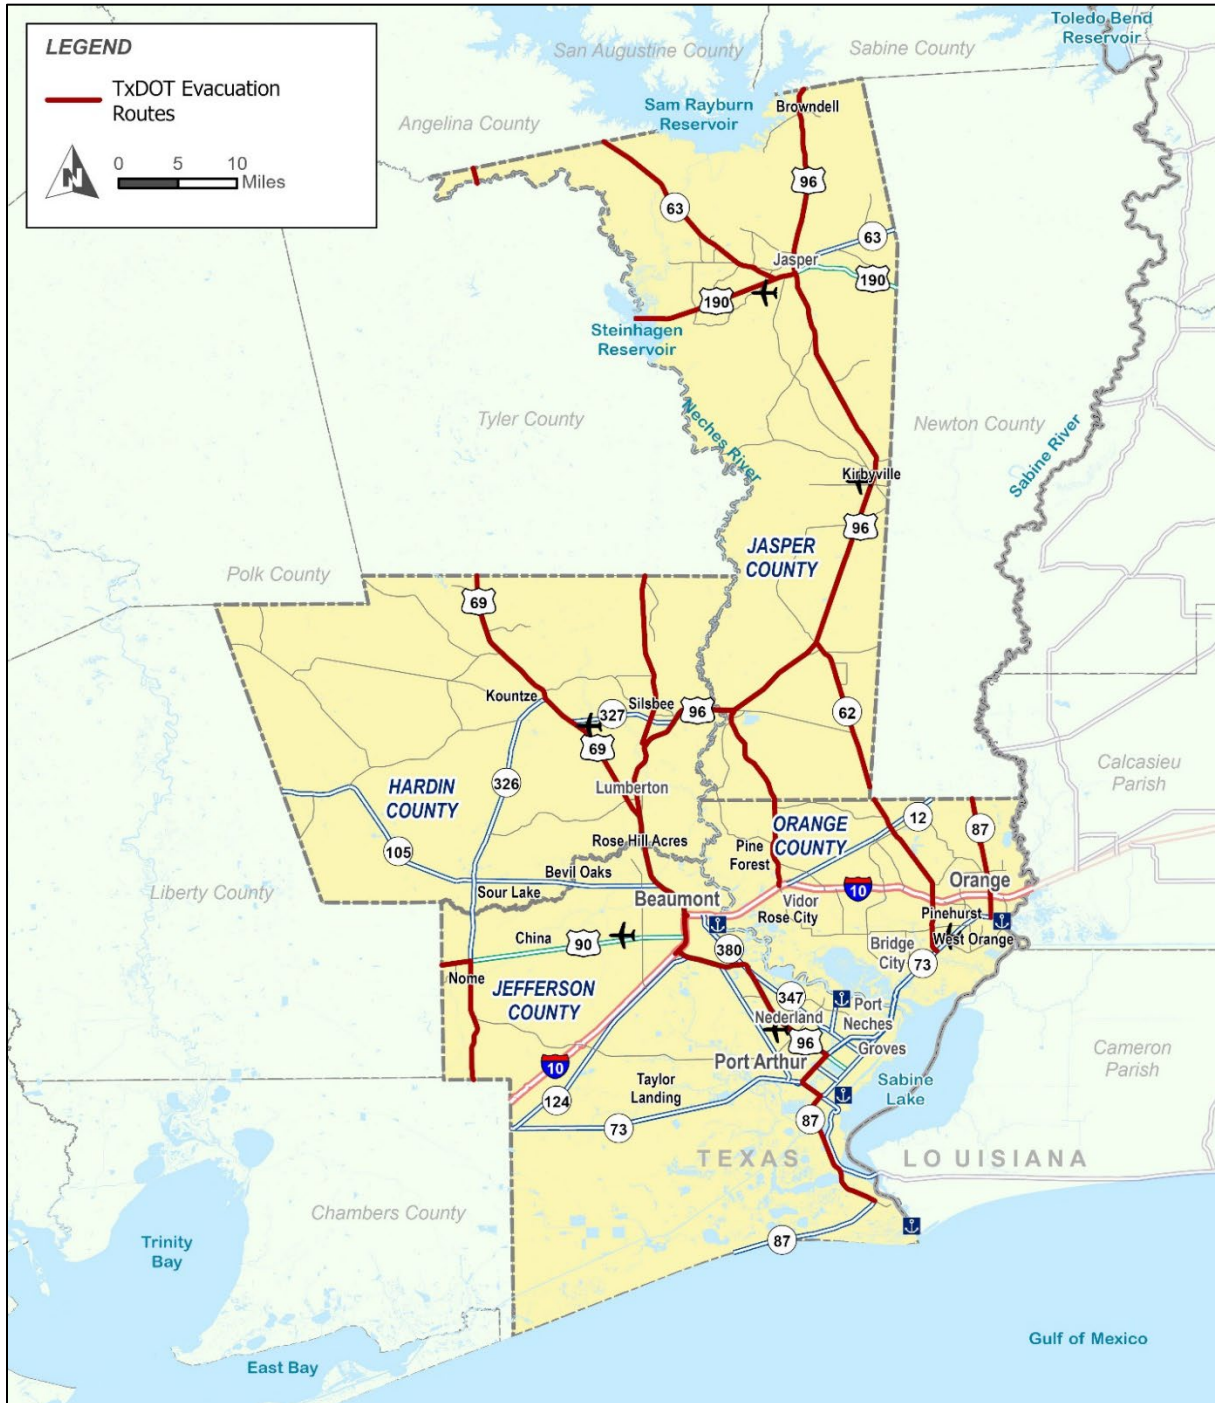 LEGEND
TxDOT Evacuation
Routes
N
0 5 10
Miles
Toledo Bend
Reservoir
San Augustine County
Sabine County
Sam Rayburn
Reservoir
Browndell
Angelina County
96
63
63
Jasper
190
190
Steinhagen
Reservoir
Tyler County
Neches River
Newton County
Sabine River
Kirbyville
96
JASPER
COUNTY
Polk County
69
Kountze
327
Silsbee
96
62
69
326
Lumberton
HARDIN
COUNTY
Calcasieu
Parish
12
87
ORANGE
COUNTY
105
Rose Hill Acres
Pine
Forest
Bevil Oaks
10
Orange
Liberty County
Sour Lake
Beaumont
Vidor
Rose City
Pinehurst
West Orange
China
90
380
Bridge
City
73
Nome
JEFFERSON
COUNTY
347
Port
Neches
Nederland
96
Groves
Port Arthur
10
Cameron
Parish
Taylor
Landing
Sabine
Lake
124
73
87
TEXAS
LOUISIANA
Chambers County
Trinity
Bay
87
Gulf of Mexico
East Bay